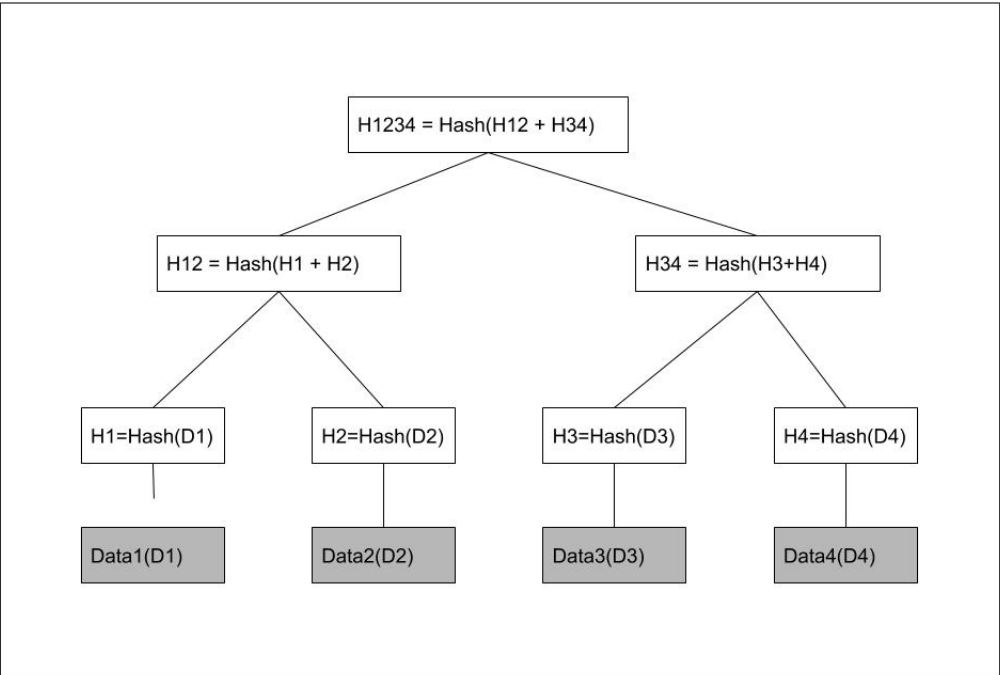 H1234 = Hash(H12 + H34)
H12 = Hash(H1 + H2)
H34 = Hash(H3+H4)
H1=Hash(D1)
H2=Hash(D2)
H3=Hash(D3)
H4=Hash(D4)
Data1(D1)
Data2(D2)
Data3(D3)
Data4(D4)